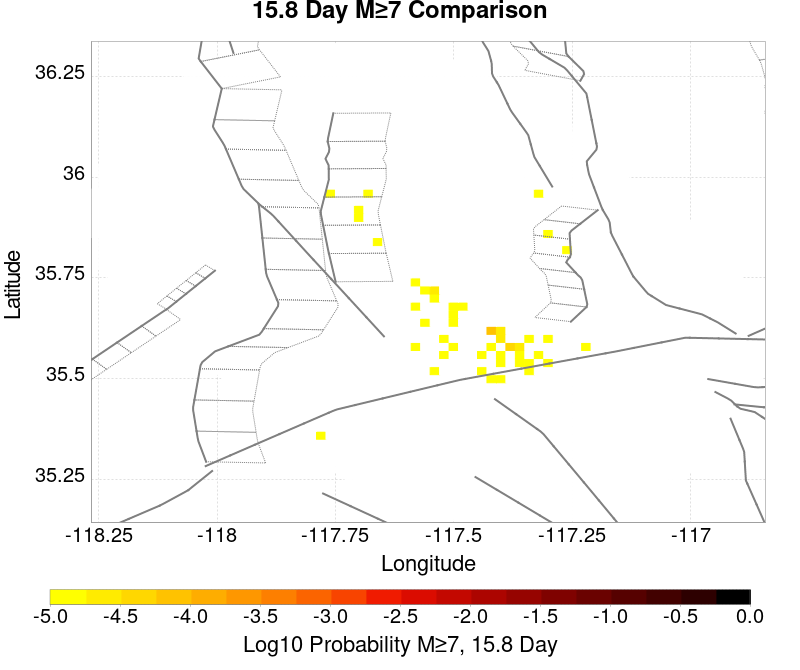 15.8 Day M≥7 Comparison
36.25
36
35.75
35.5
35.25
Latitude
-118.25 -118 -117.75 -117.5 -117.25 -117
Longitude
-5.0 -4.5 -4.0 -3.5 -3.0 -2.5 -2.0 -1.5 -1.0 -0.5 0.0
Log10 Probability M≥7, 15.8 Day